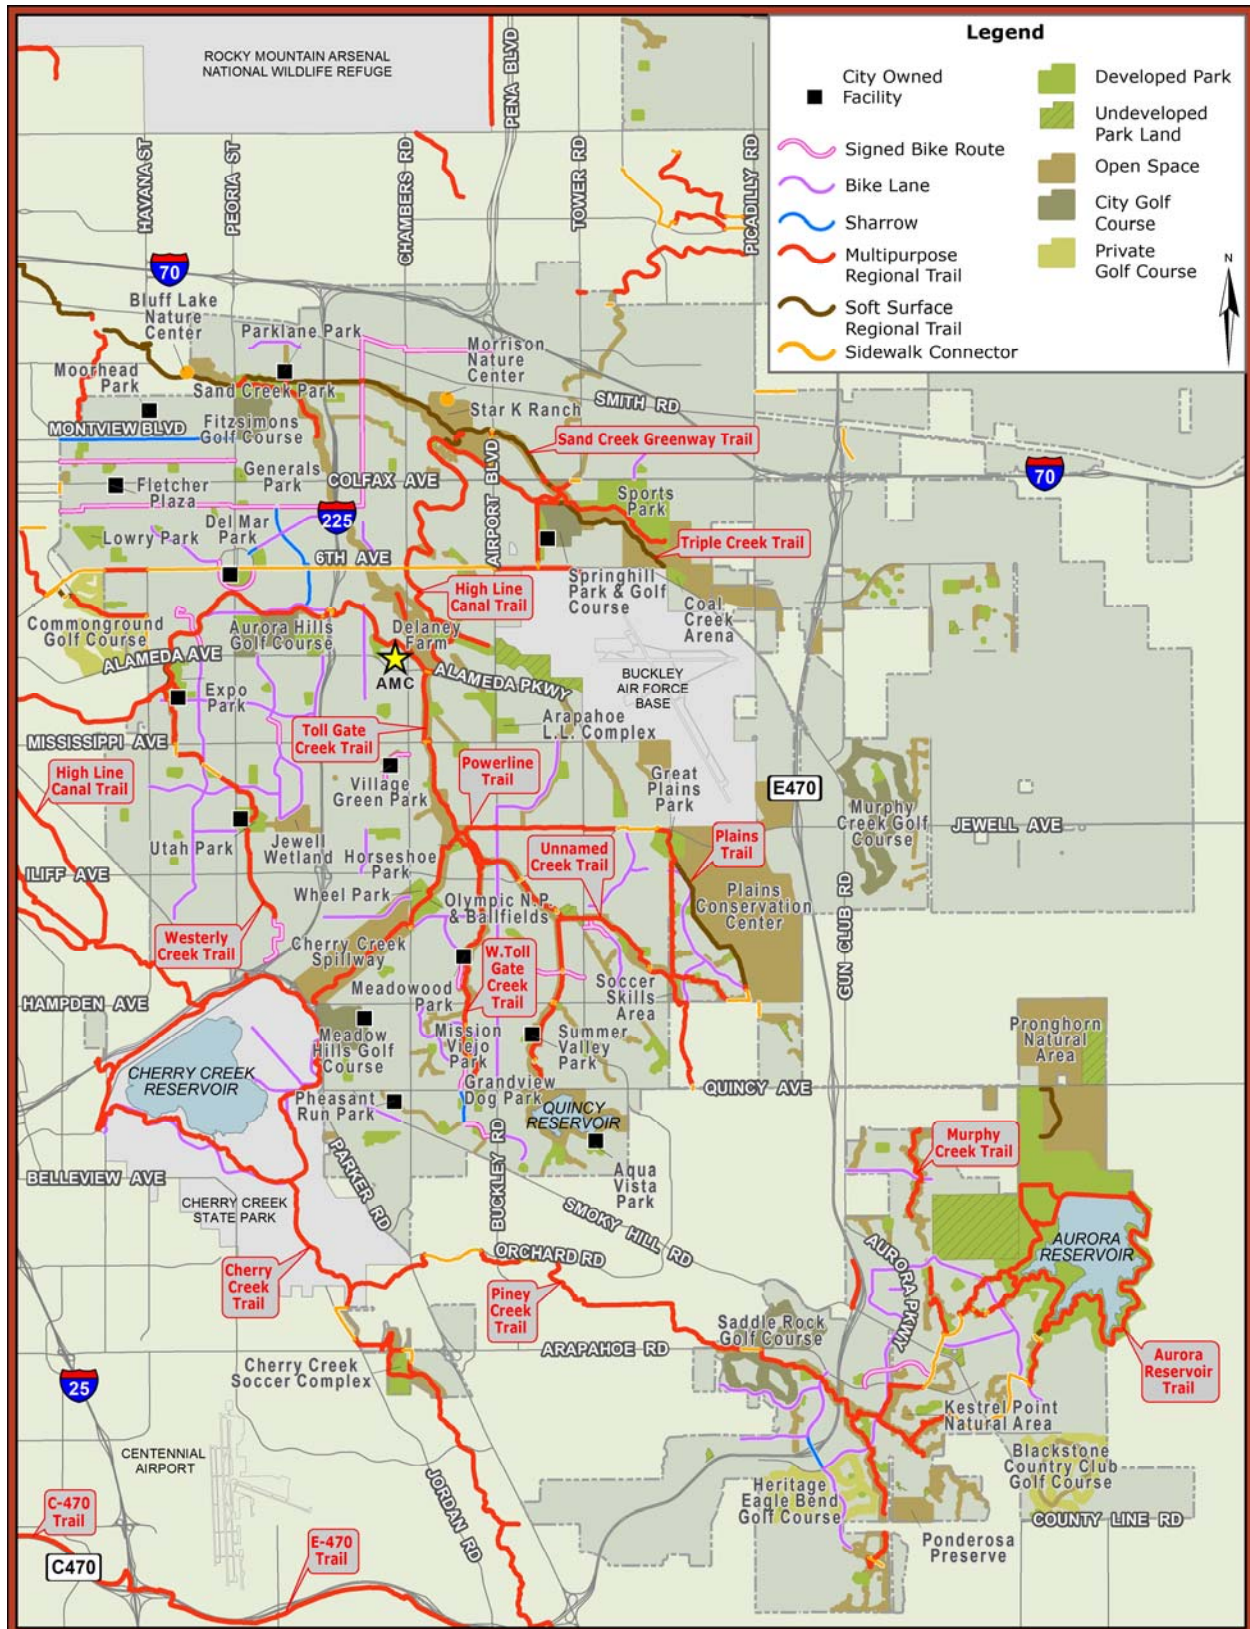 ROCKY MOUNTAIN ARSENAL
NATIONAL WILDLIFE REFUGE
PENA BLVD
Legend
City Owned
Facility
Signed Bike Route
Bike Lane
Sharrow
Multipurpose
Regional Trail
Soft Surface
Regional Trail
Sidewalk Connector
Developed Park
Undeveloped
Park Land
Open Space
City Golf
Course
Private
Golf Course
N
HAVANA ST
PEORIA ST
CHAMBERS RD
TOWER RD
PICADILLY RD
70
Bluff Lake
Nature
Center
Parklane Park
Morrison
Nature
Center
Moorhead
Park
Sand Creek Park
Star K Ranch
SMITH RD
MONTVIEW BLVD
Fitzsimons
Golf Course
Sand Creek Greenway Trail
Generals
Park
COLFAX AVE
AIRPORT BLVD
70
Fletcher
Plaza
Sports
Park
225
Del Mar
Park
Lowry Park
6TH AVE
Triple Creek Trail
High Line
Canal Trail
Springhill
Park & Golf
Course
Coal
Creek
Arena
Commonground
Golf Course
Aurora Hills
Golf Course
Delaney
Farm
ALAMEDA AVE
AMC
ALAMEDA PKWY
BUCKLEY
AIR FORCE
BASE
Expo
Park
Arapahoe
L.L. Complex
Toll Gate
Creek Trail
MISSISSIPPI AVE
High Line
Canal Trail
Powerline
Trail
Village
Green Park
Great
Plains
Park
E470
Murphy
Creek Golf
Course
JEWELL AVE
Utah Park
Jewell
Wetland
Horseshoe
Park
Unnamed
Creek Trail
Plains
Trail
ILIFF AVE
Wheel Park
Olympic N.P.
& Ballfields
Plains
Conservation
Center
GUN CLUB RD
Westerly
Creek Trail
Cherry Creek
Spillway
W.Toll
Gate
Creek
Trail
HAMPDEN AVE
Meadowood
Park
Soccer
Skills
Area
Pronghorn
Natural
Area
Meadow
Hills Golf
Course
Mission
Viejo
Park
Summer
Valley
Park
CHERRY CREEK
RESERVOIR
Grandview
Dog Park
QUINCY AVE
Pheasant
Run Park
QUINCY
RESERVOIR
PARKER RD
BUCKLEY RD
Murphy
Creek Trail
BELLEVIEW AVE
Aqua
Vista
Park
CHERRY CREEK
STATE PARK
SMOKY HILL RD
AURORA PKWY
AURORA
RESERVOIR
ORCHARD RD
Cherry
Creek
Trail
Piney
Creek
Trail
Saddle Rock
Golf Course
ARAPAHOE RD
Aurora
Reservoir
Trail
25
Cherry Creek
Soccer Complex
Kestrel Point
Natural Area
CENTENNIAL
AIRPORT
Blackstone
Country Club
Golf Course
Heritage
Eagle Bend
Golf Course
JORDAN RD
C-470
Trail
COUNTY LINE RD
E-470
Trail
Ponderosa
Preserve
C470